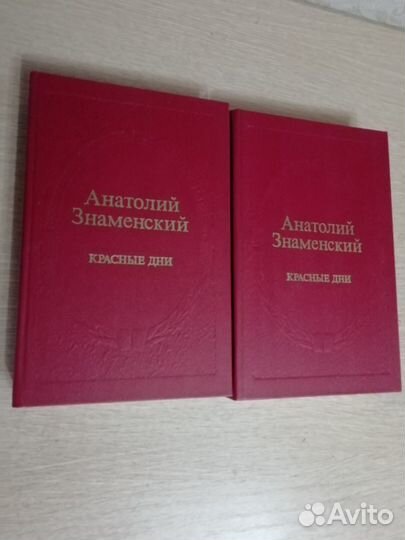 Анатолий
Знаменский
КРАСНЫЕ ДНИ
Анатолий
Знаменский
КРАСНЫЕ ДНИ
Avito